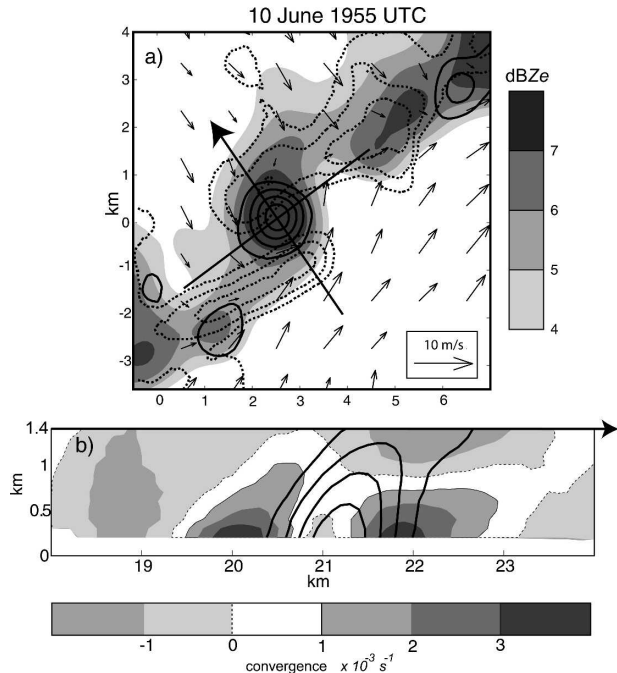 10 June 1955 UTC
a)
dBZe
km
4
3
2
1
0
-1
-2
-3
0 1 2 3 4 5 6
10 m/s
7
6
5
4
b)
km
1.4
1
0.5
0
19 20 21 22 23
km
-1 0 1 2 3
convergence x 10⁻³ s⁻¹